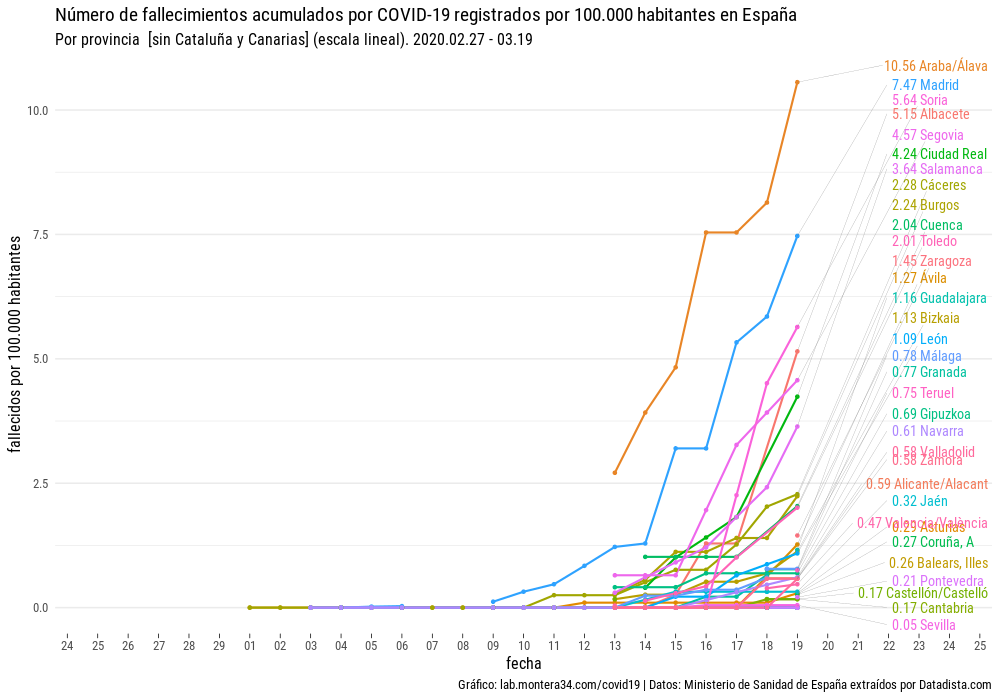 Número de fallecimientos acumulados por COVID-19 registrados por 100.000 habitantes en España
Por provincia [sin Cataluña y Canarias] (escala lineal). 2020.02.27 - 03.19
10.56 Araba/Álava
7.47 Madrid
5.64 Soria
5.15 Albacete
4.57 Segovia
4.24 Ciudad Real
3.64 Salamanca
2.28 Cáceres
2.24 Burgos
2.04 Cuenca
2.01 Toledo
1.45 Zaragoza
1.27 Ávila
1.16 Guadalajara
1.13 Bizkaia
1.09 León
0.78 Málaga
0.77 Granada
0.75 Teruel
0.69 Gipuzkoa
0.61 Navarra
0.58 Valladolid
0.58 Zamora
0.59 Alicante/Alacant
0.32 Jaén
0.47 Valencia/València
Asturias
0.27 Coruña, A
0.26 Balears, Illes
0.21 Pontevedra
0.17 Castellón/Castelló
0.17 Cantabria
0.05 Sevilla
10.0
7.5
5.0
2.5
0.0
fallecidos por 100.000 habitantes
24 25 26 27 28 29 01 02 03 04 05 06 07 08 09 10 11 12 13 14 15 16 17 18 19 20 21 22 23 24 25
fecha
Gráfico: lab.montera34.com/covid19 | Datos: Ministerio de Sanidad de España extraídos por Datadista.com